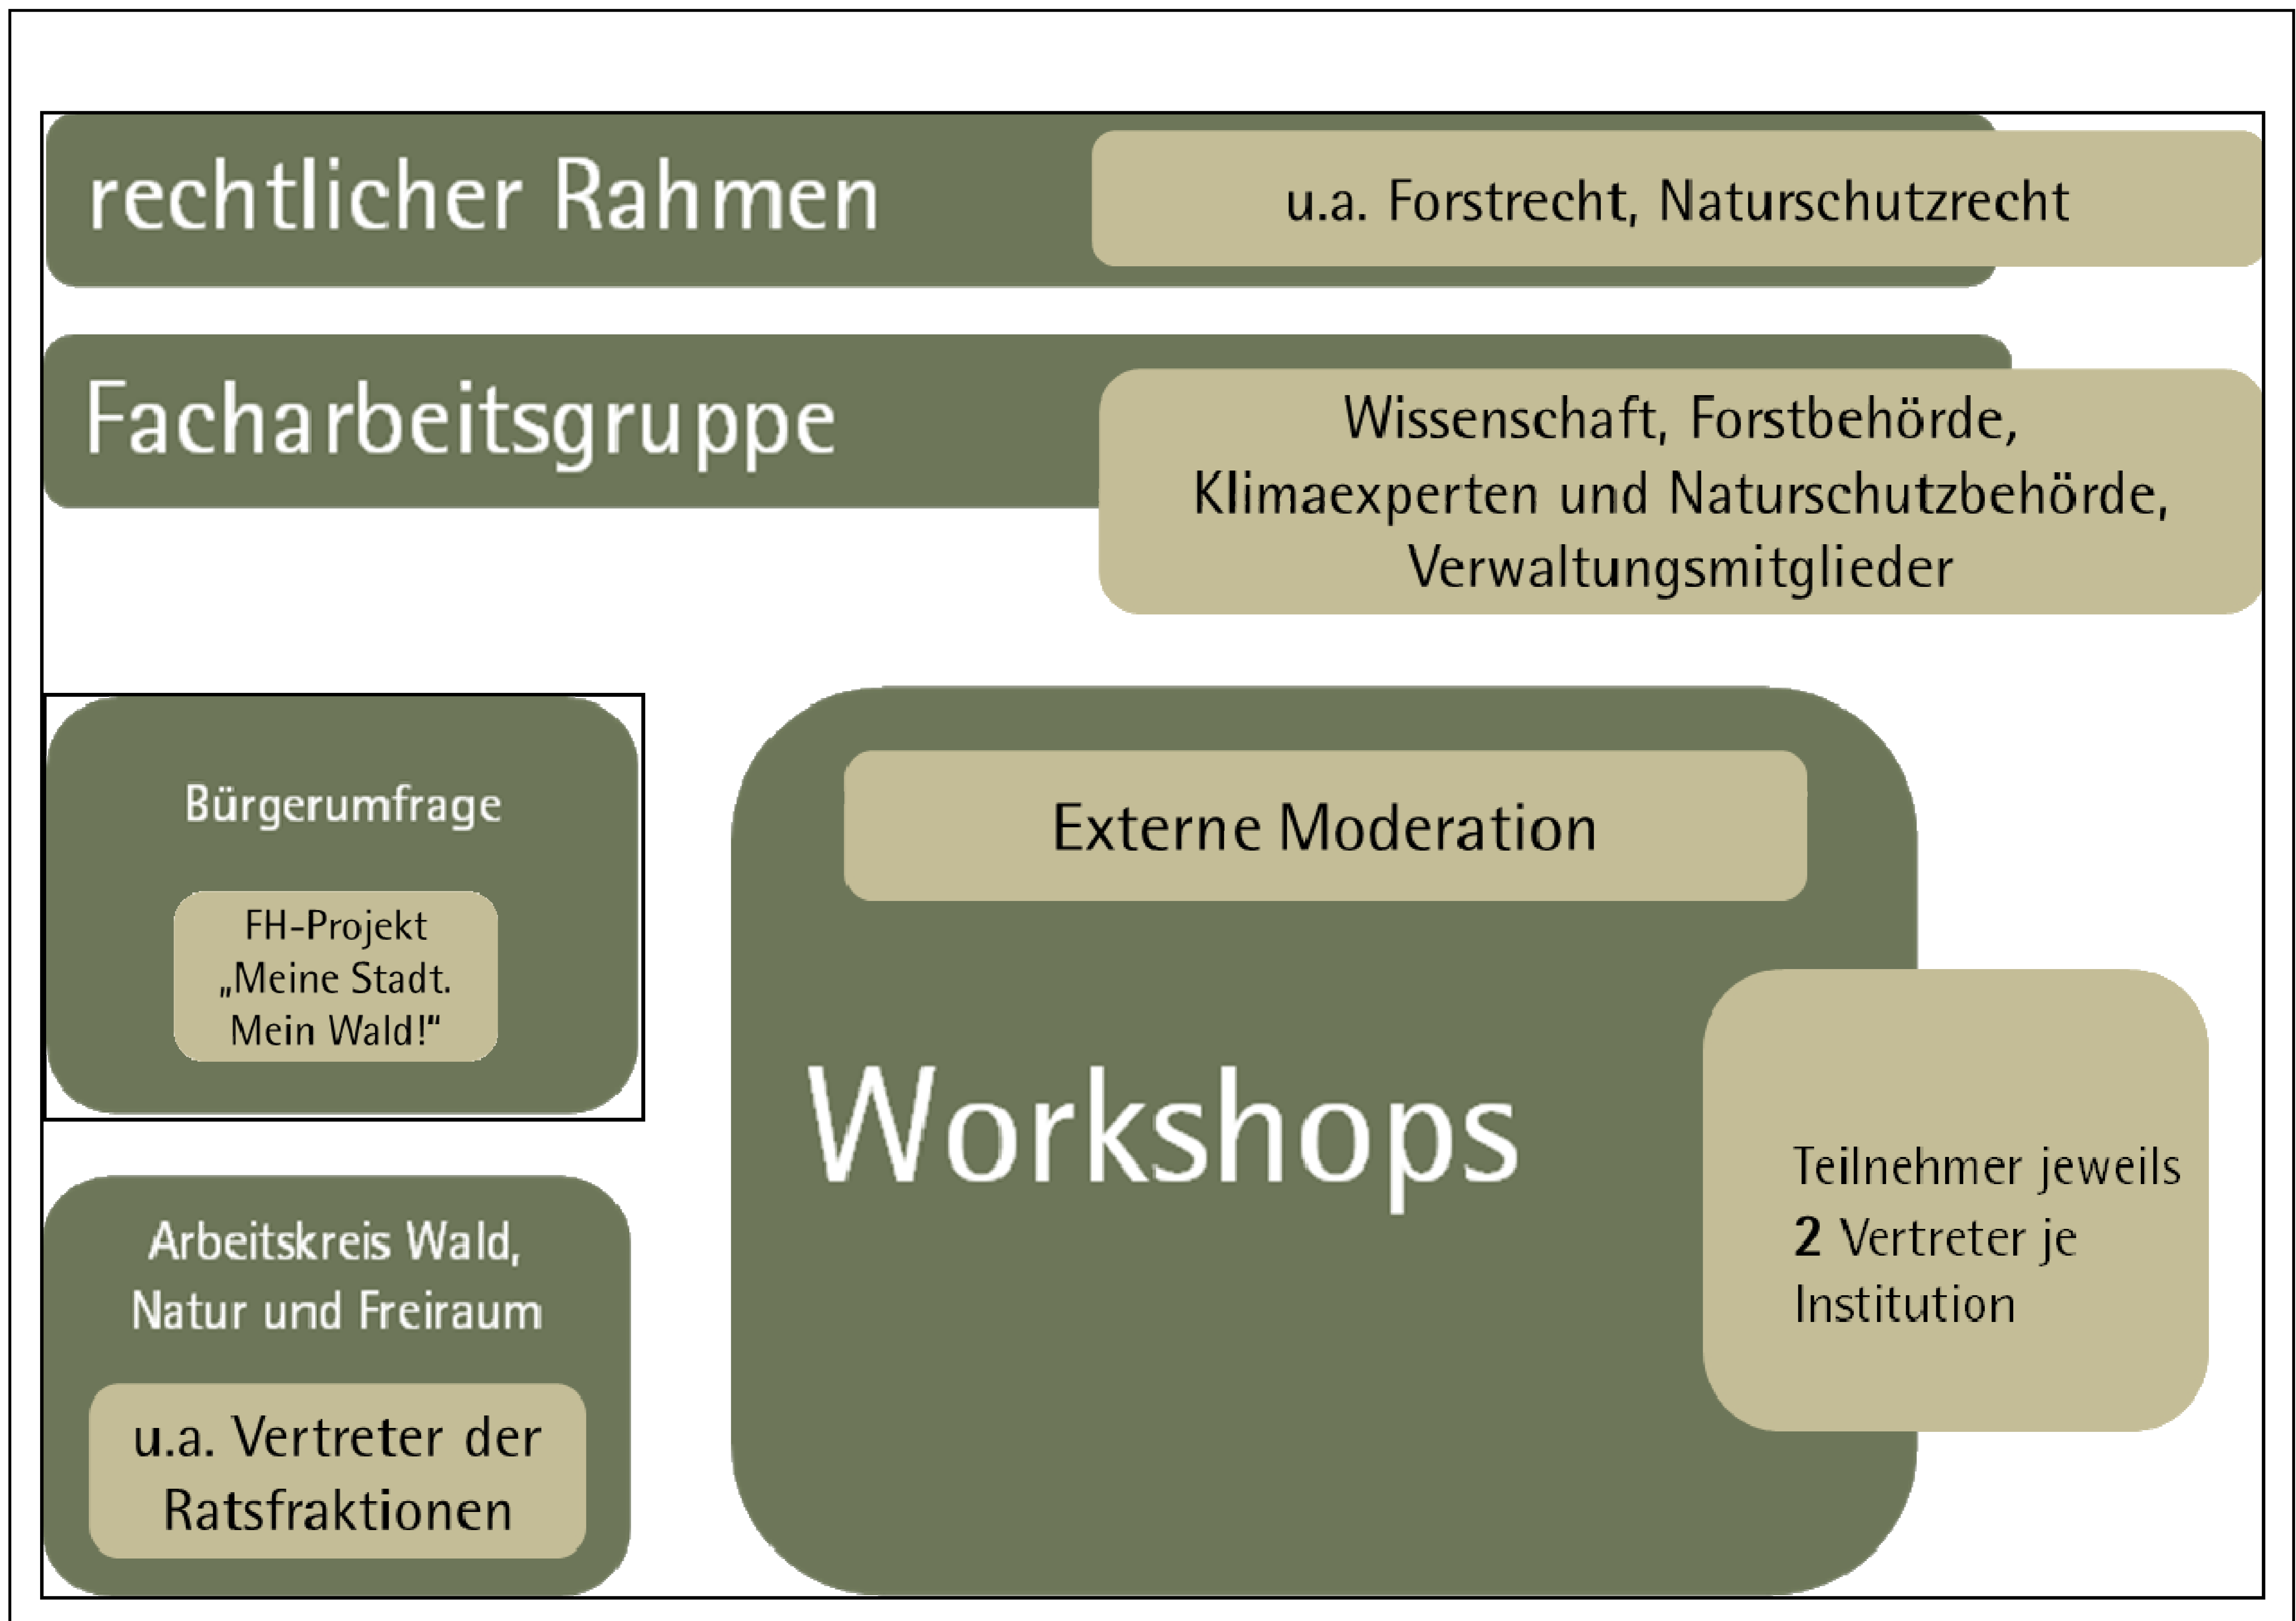 rechtlicher Rahmen
u.a. Forstrecht, Naturschutzrecht
Facharbeitsgruppe
Wissenschaft, Forstbehörde,
Klimaexperten und Naturschutzbehörde,
Verwaltungsmitglieder
Bürgerumfrage
FH-Projekt
„Meine Stadt.
Mein Wald!“
Arbeitskreis Wald,
Natur und Freiraum
u.a. Vertreter der
Ratsfraktionen
Externe Moderation
Workshops
Teilnehmer jeweils
2 Vertreter je
Institution